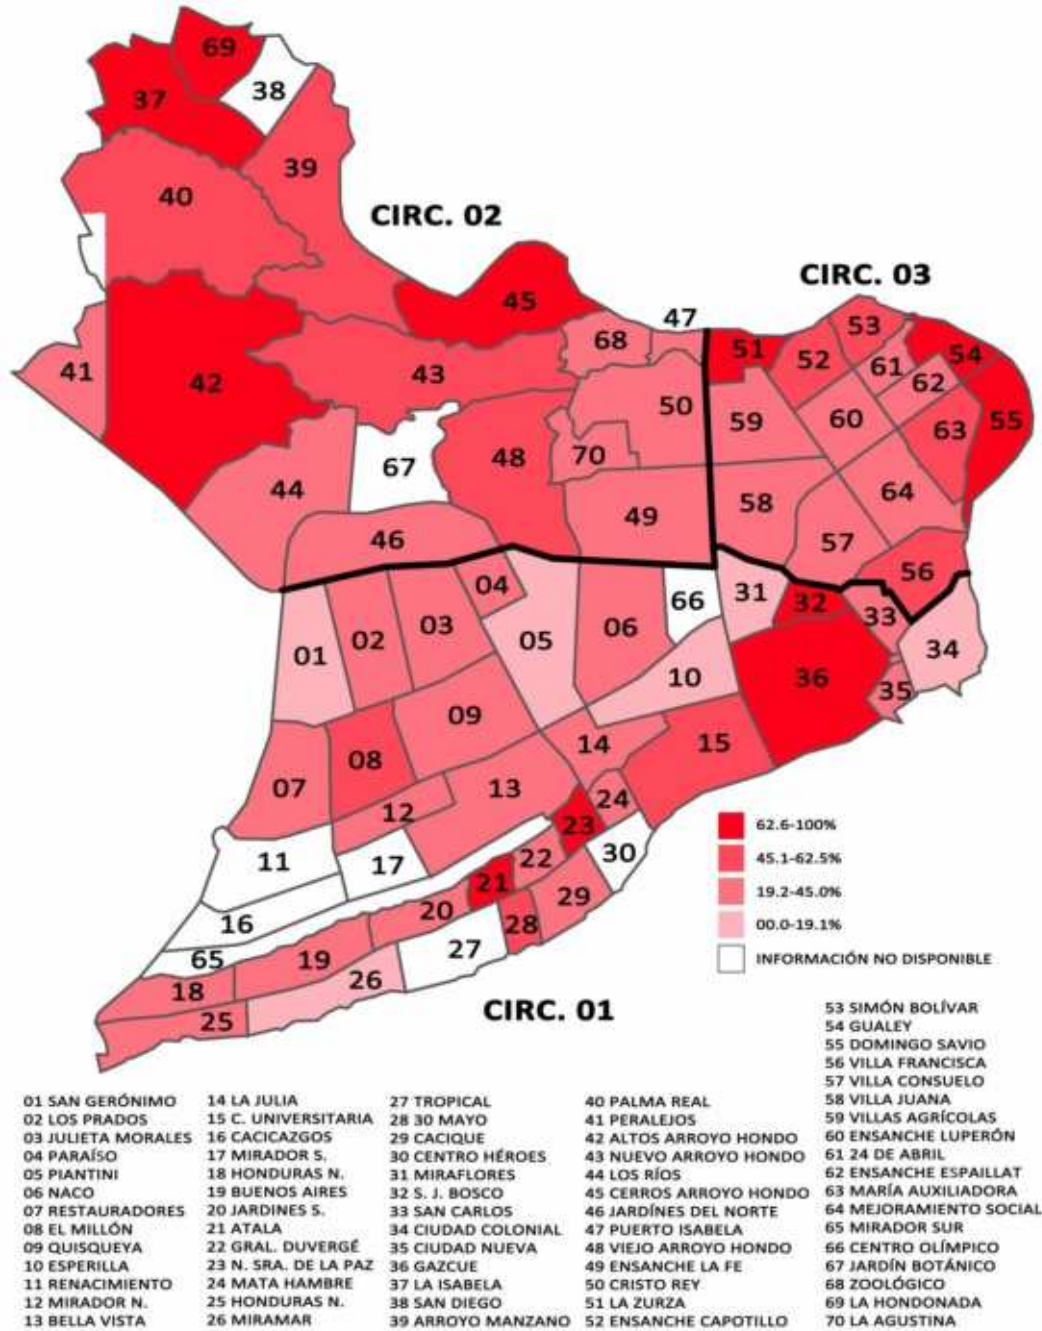 69
38
37
39
40
CIRC. 02
CIRC. 03
45
47
53
68
51
52
54
61
62
41
42
43
50
59
60
55
63
67
48
70
44
49
58
64
46
57
56
04
31
32
33
66
01
02
03
05
06
34
10
36
35
09
14
15
08
07
13
24
12
23
62.6-100%
11
17
22
30
45.1-62.5%
21
29
19.2-45.0%
16
20
28
00.0-19.1%
65
19
27
INFORMACIÓN NO DISPONIBLE
18
26
25
CIRC. 01
01 SAN GERÓNIMO
02 LOS PRADOS
03 JULIETA MORALES
04 PARAÍSO
05 PIANTINI
06 NACO
07 RESTAURADORES
08 EL MILLÓN
09 QUISQUEYA
10 ESPERILLA
11 RENACIMIENTO
12 MIRADOR N.
13 BELLA VISTA
14 LA JULIA
15 C. UNIVERSITARIA
16 CACICAZGOS
17 MIRADOR S.
18 HONDURAS N.
19 BUENOS AIRES
20 JARDINES S.
21 ATALA
22 GRAL. DUVERGÉ
23 N. SRA. DE LA PAZ
24 MATA HAMBRE
25 HONDURAS N.
26 MIRAMAR
27 TROPICAL
28 30 MAYO
29 CACIQUE
30 CENTRO HÉROES
31 MIRAFLORES
32 S. J. BOSCO
33 SAN CARLOS
34 CIUDAD COLONIAL
35 CIUDAD NUEVA
36 GAZCUE
37 LA ISABELA
38 SAN DIEGO
39 ARROYO MANZANO
40 PALMA REAL
41 PERALEJOS
42 ALTOS ARROYO HONDO
43 NUEVO ARROYO HONDO
44 LOS RÍOS
45 CERROS ARROYO HONDO
46 JARDÍNES DEL NORTE
47 PUERTO ISABELA
48 VIEJO ARROYO HONDO
49 ENSANCHE LA FE
50 CRISTO REY
51 LA ZURZA
52 ENSANCHE CAPOTILLO
53 SIMÓN BOLÍVAR
54 GUALEY
55 DOMINGO SAVIO
56 VILLA FRANCISCA
57 VILLA CONSUELO
58 VILLA JUANA
59 VILLAS AGRÍCOLAS
60 ENSANCHE LUPERÓN
61 24 DE ABRIL
62 ENSANCHE ESPAILLAT
63 MARÍA AUXILIADORA
64 MEJORAMIENTO SOCIAL
65 MIRADOR SUR
66 CENTRO OLÍMPICO
67 JARDÍN BOTÁNICO
68 ZOOLÓGICO
69 LA HONDONADA
70 LA AGUSTINA